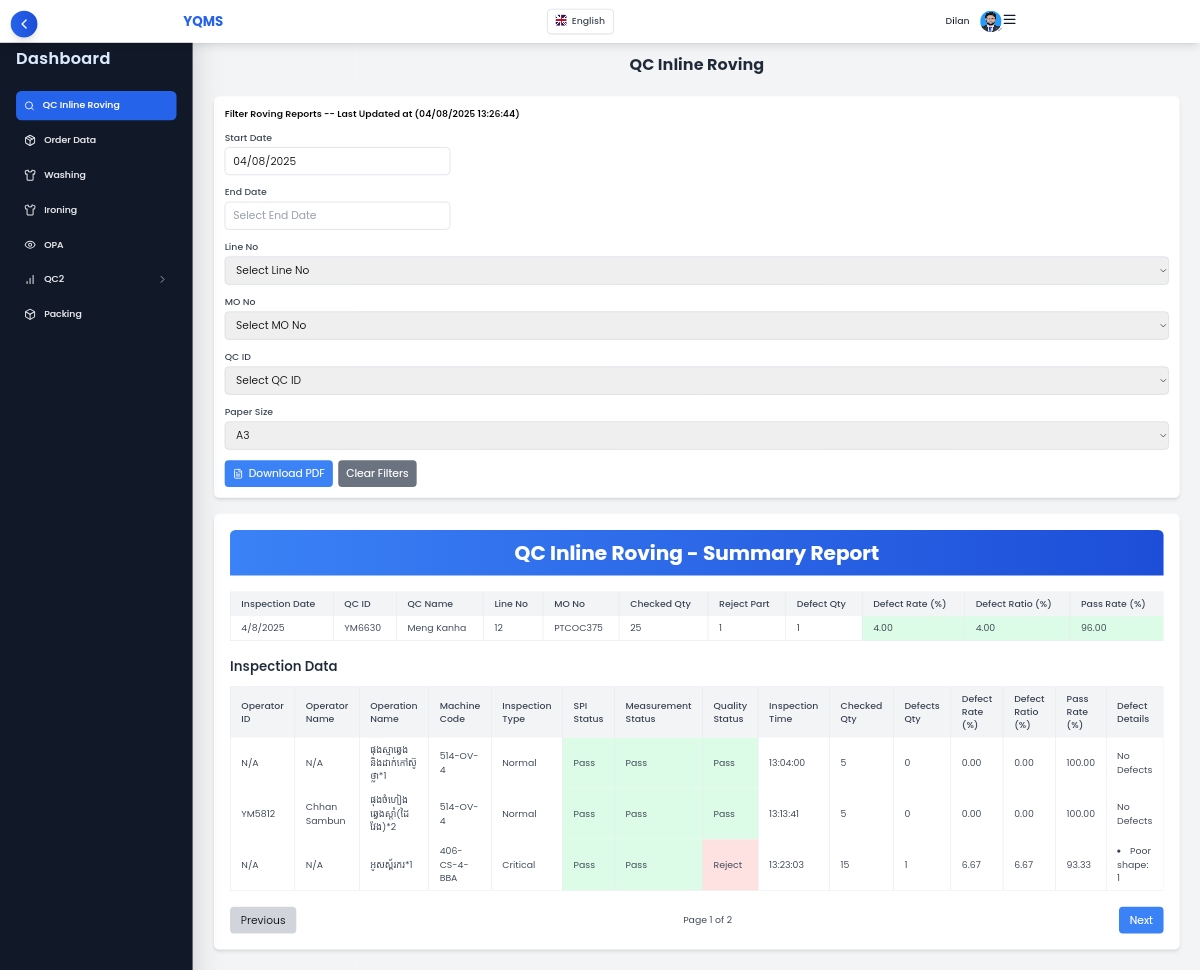 YQMS
English
Dilan
Dashboard
QC Inline Roving
Order Data
Washing
Ironing
OPA
QC2
Packing
QC Inline Roving
Filter Roving Reports -- Last Updated at (04/08/2025 13:26:44)
Start Date
04/08/2025
End Date
Select End Date
Line No
Select Line No
MO No
Select MO No
QC ID
Select QC ID
Paper Size
A3
Download PDF Clear Filters
QC Inline Roving - Summary Report
Inspection Date QC ID QC Name Line No MO No Checked Qty Reject Part Defect Qty Defect Rate (%) Defect Ratio (%) Pass Rate (%)
4/8/2025 YM6630 Meng Kanha 12 PTCOC375 25 1 1 4.00 4.00 96.00
Inspection Data
Operator ID Operator Name Operation Name Machine Code Inspection Type SPI Status Measurement Status Quality Status Inspection Time Checked Qty Defects Qty Defect Rate (%) Defect Ratio (%) Pass Rate (%) Defect Details
N/A N/A 514-OV-4 Normal Pass Pass Pass 13:04:00 5 0 0.00 0.00 100.00 No Defects
YM5812 Chhan Sambun 514-OV-4 Normal Pass Pass Pass 13:13:41 5 0 0.00 0.00 100.00 No Defects
N/A N/A 406-CS-4-BBA Critical Pass Pass Reject 13:23:03 15 1 6.67 6.67 93.33 • Poor shape: 1
Previous Page 1 of 2 Next